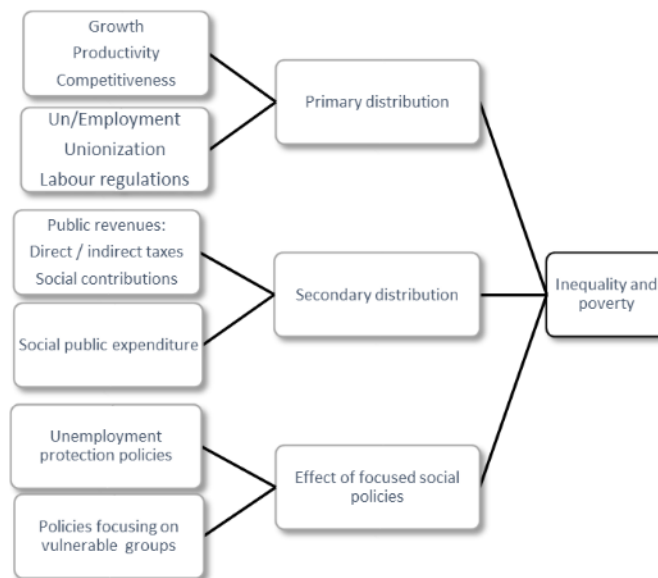 Growth
Productivity
Competitiveness
Un/Employment
Unionization
Labour regulations
Primary distribution
Public revenues:
Direct / indirect taxes
Social contributions
Social public expenditure
Secondary distribution
Unemployment
protection policies
Policies focusing on
vulnerable groups
Effect of focused social
policies
Inequality and
poverty